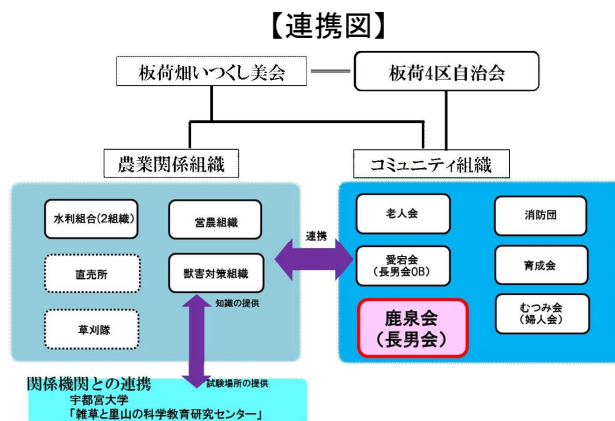 【連携図】
板荷畑いつくし美会
板荷4区自治会
農業関係組織
コミュニティ組織
水利組合(2組織)
営農組織
直売所
獣害対策組織
草刈隊
知識の提供
連携
老人会
消防団
愛宕会
(長男会OB)
育成会
鹿泉会
(長男会)
むつみ会
(婦人会)
試験場所の提供
関係機関との連携
宇都宮大学
「雑草と里山の科学教育研究センター」